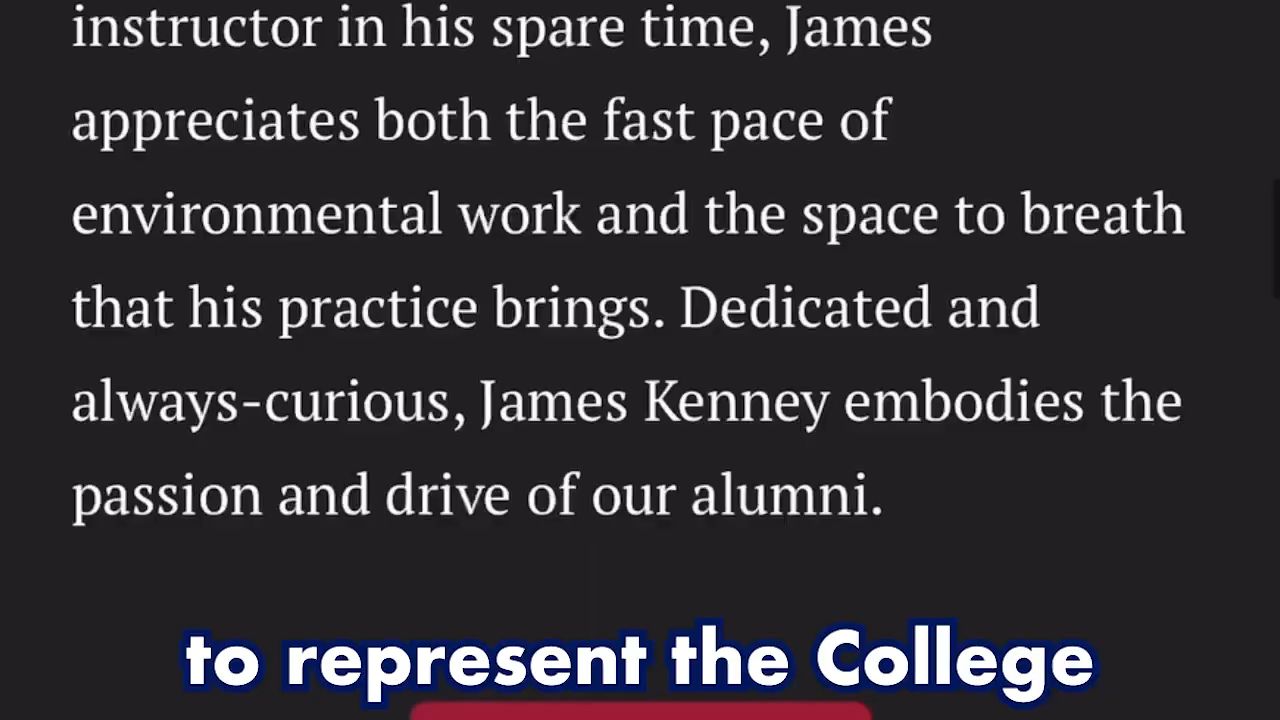 instructor in his spare time, James
appreciates both the fast pace of
environmental work and the space to breath
that his practice brings. Dedicated and
always-curious, James Kenney embodies the
passion and drive of our alumni.
to represent the College